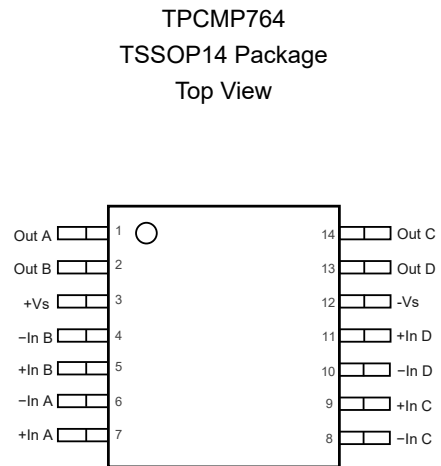 TPCMP764
TSSOP14 Package
Top View
Out A 1 14 Out C
Out B 2 13 Out D
+Vs 3 12 -Vs
−In B 4 11 +In D
+In B 5 10 −In D
−In A 6 9 +In C
+In A 7 8 −In C